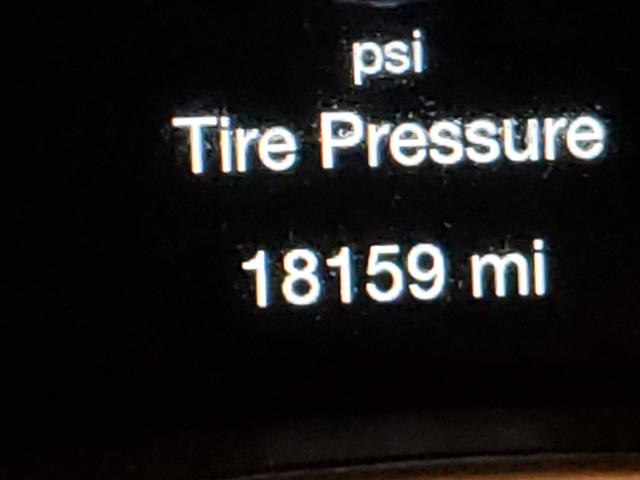 psi
Tire Pressure
18159 mi